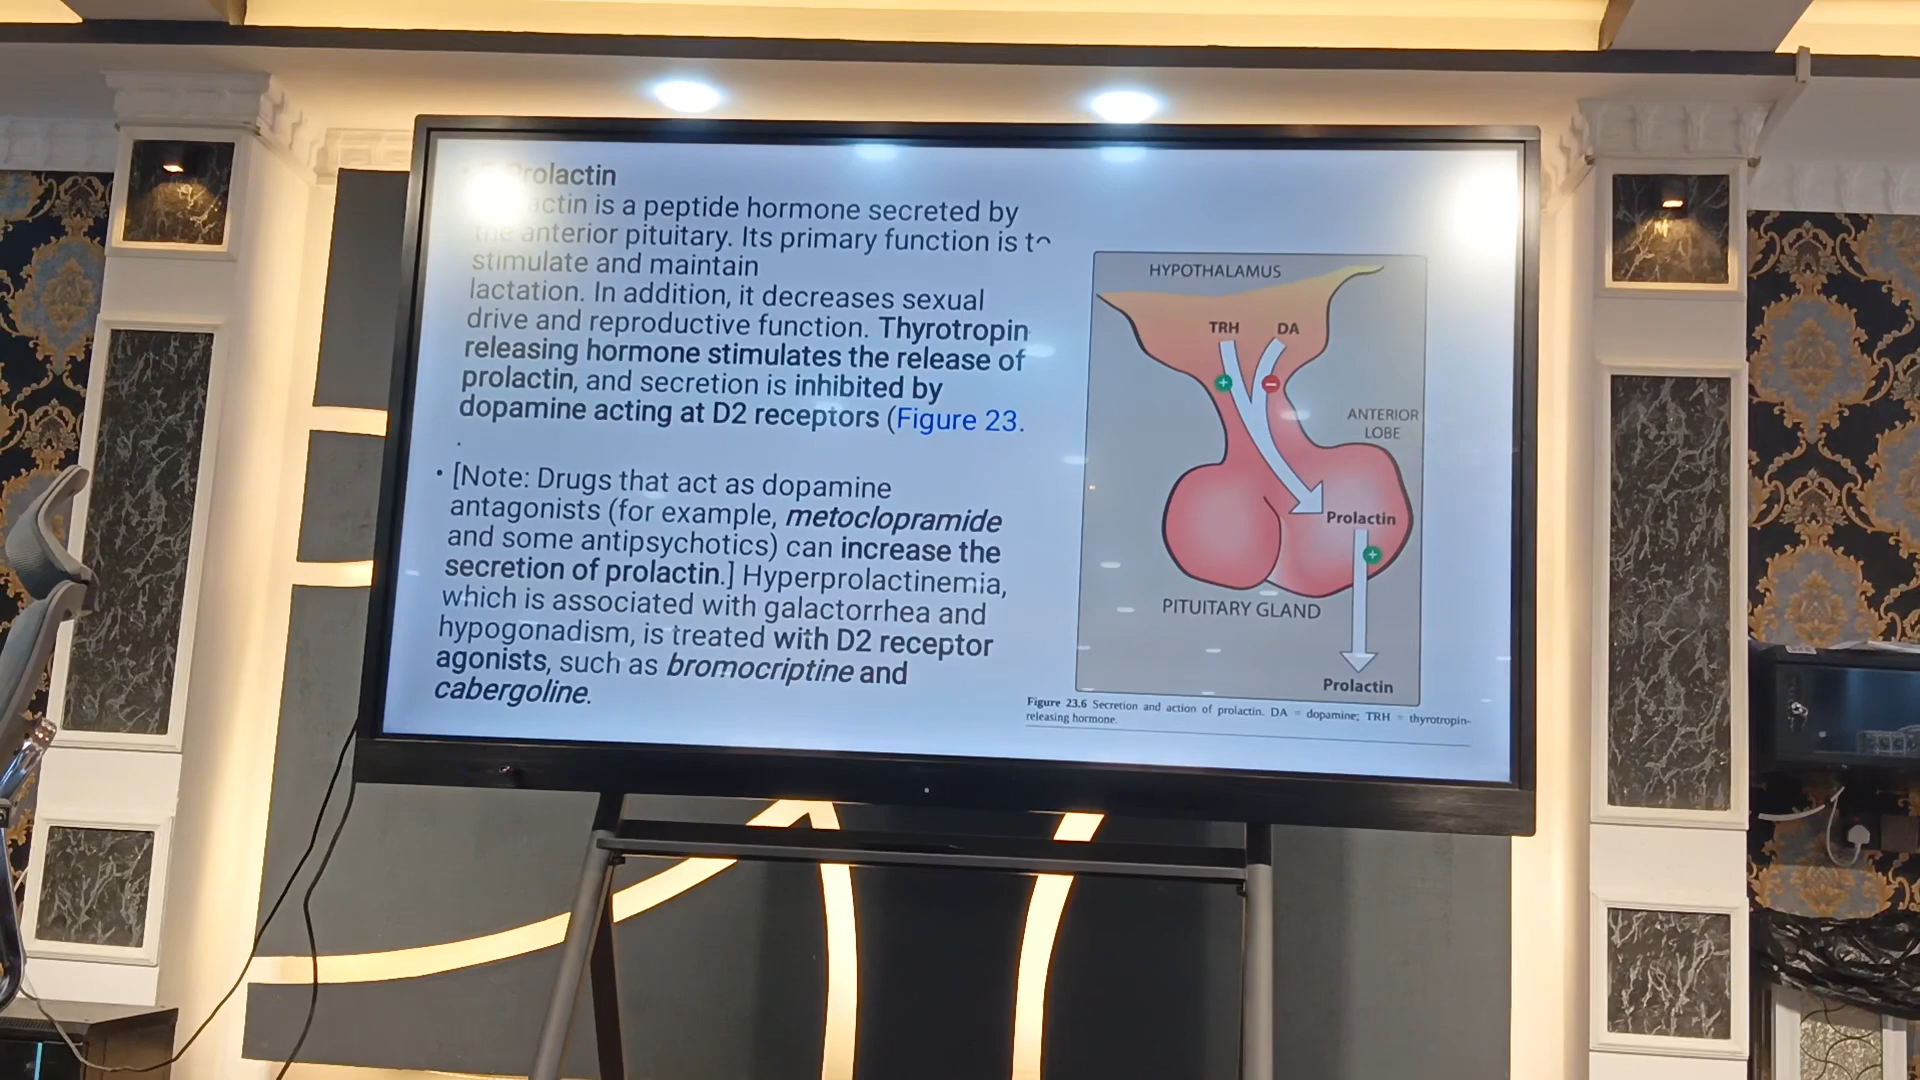 Prolactin
is a peptide hormone secreted by
the anterior pituitary. Its primary function is
stimulate and maintain
lactation. In addition, it decreases sexual
drive and reproductive function. Thyrotropin
releasing hormone stimulates the release of
prolactin, and secretion is inhibited by
dopamine acting at D2 receptors (Figure 23.
.
• [Note: Drugs that act as dopamine
antagonists (for example, metoclopramide
and some antipsychotics) can increase the
secretion of prolactin.] Hyperprolactinemia,
which is associated with galactorrhea and
hypogonadism, is treated with D2 receptor
agonists, such as bromocriptine and
cabergoline.
HYPOTHALAMUS
TRH DA
+ −
ANTERIOR
LOBE
Prolactin
+
PITUITARY GLAND
Prolactin
Figure 23.6 Secretion and action of prolactin. DA = dopamine; TRH = thyrotropin-
releasing hormone.